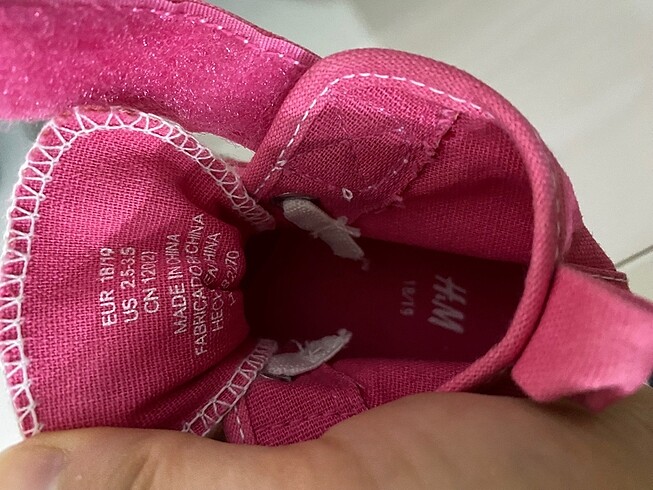 EUR 18/19
US 2.5-3.5
CN 120(2)
MADE IN CHINA
FABRICADO EN CHINA
H&M
18/19